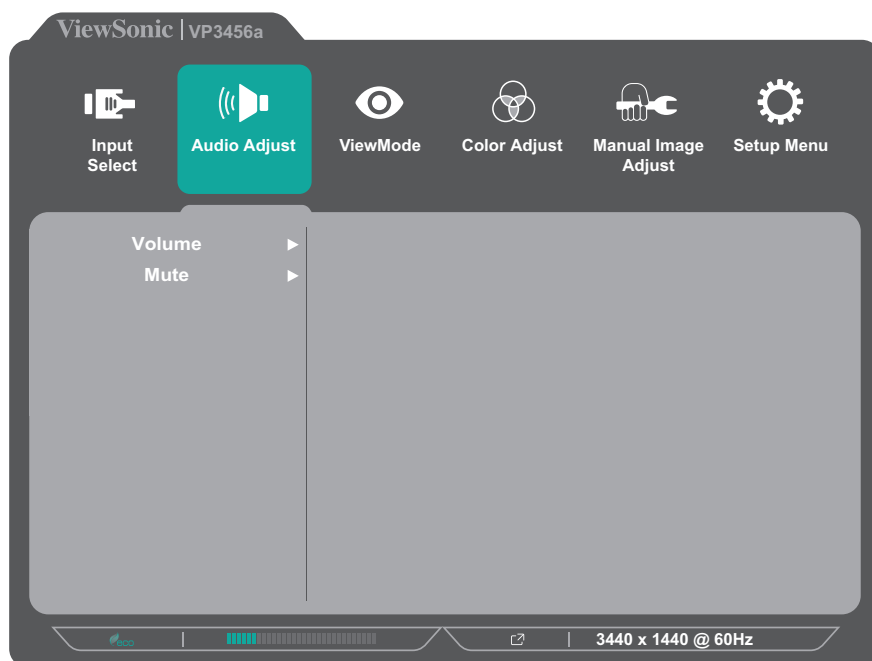 ViewSonic | VP3456a
Input
Select
Audio Adjust
ViewMode
Color Adjust
Manual Image
Adjust
Setup Menu
Volume
Mute
eco | | 3440 x 1440 @ 60Hz